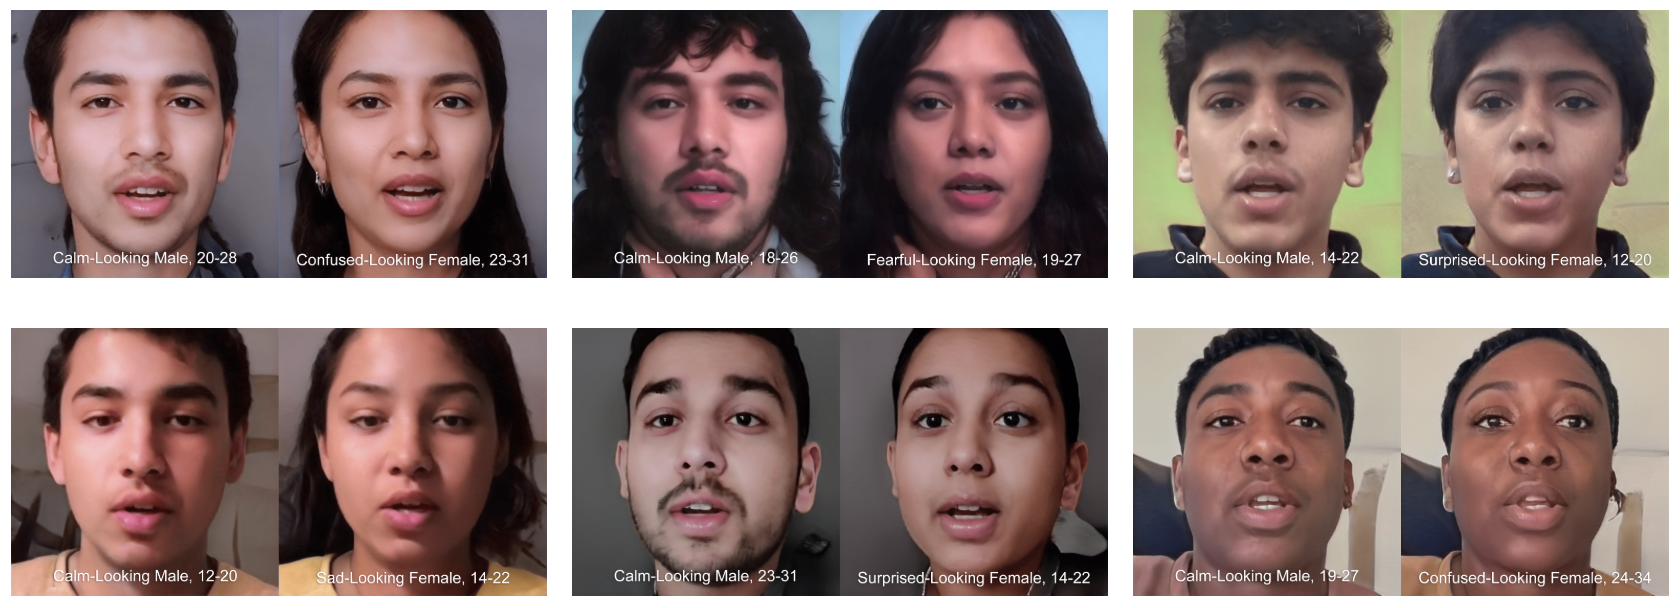 Calm-Looking Male, 20-28
Confused-Looking Female, 23-31
Calm-Looking Male, 18-26
Fearful-Looking Female, 19-27
Calm-Looking Male, 14-22
Surprised-Looking Female, 12-20
Calm-Looking Male, 12-20
Sad-Looking Female, 14-22
Calm-Looking Male, 23-31
Surprised-Looking Female, 14-22
Calm-Looking Male, 19-27
Confused-Looking Female, 24-34